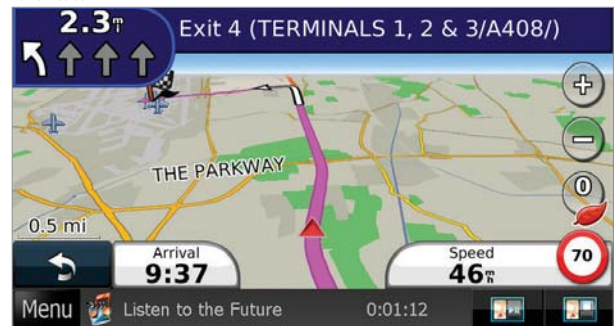 2.3m
Exit 4 (TERMINALS 1, 2 & 3/A408/)
+
−
0
THE PARKWAY
0.5 mi
Arrival
9:37
Speed
46mh
70
Menu
Listen to the Future
0:01:12